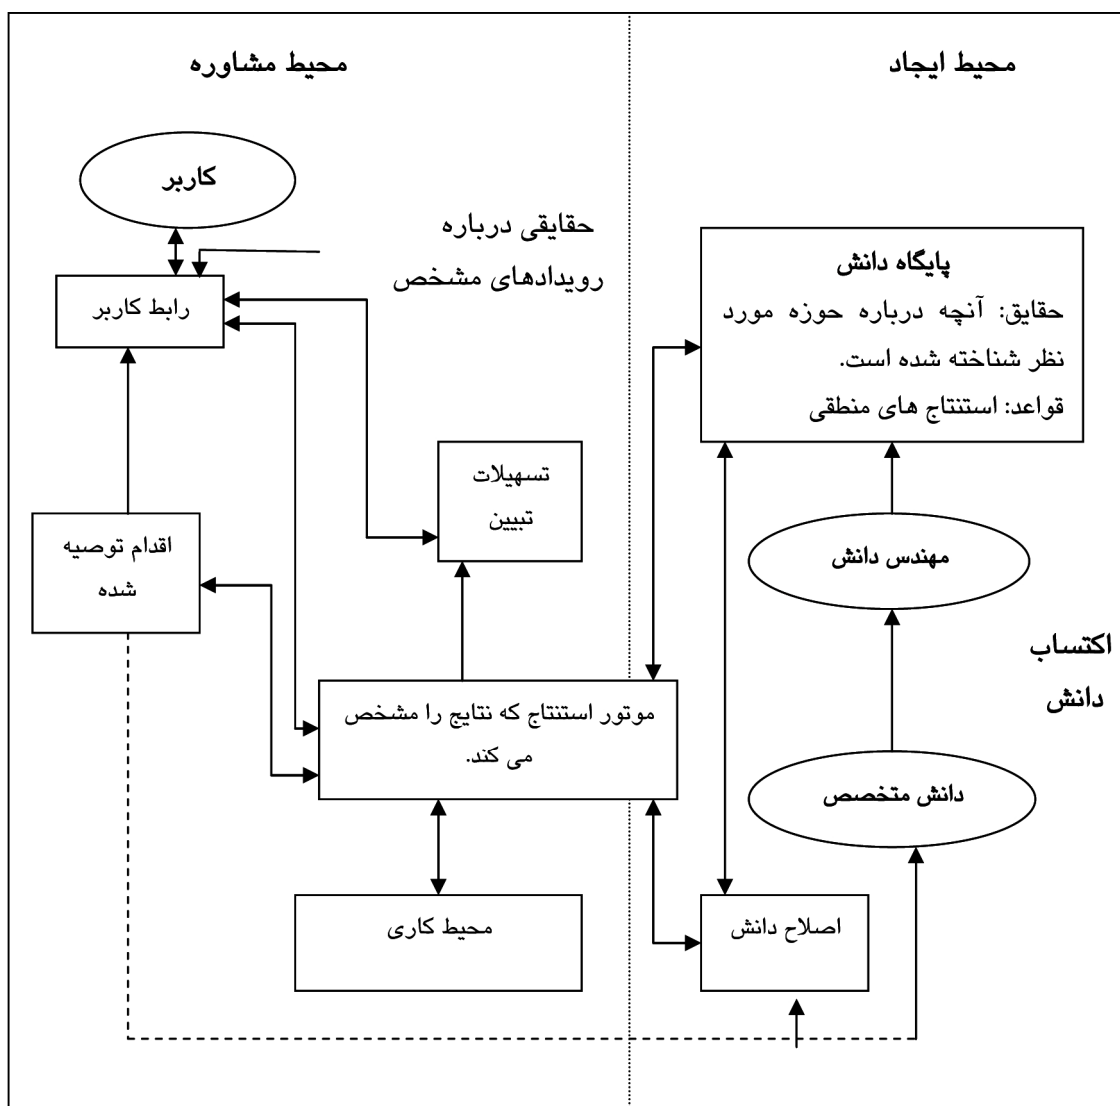 محیط ایجاد
محیط مشاوره
کاربر
حقایقی درباره
رویدادهای مشخص
رابط کاربر
پایگاه دانش
حقایق: آنچه درباره حوزه مورد
نظر شناخته شده است.
قواعد: استنتاج های منطقی
تسهیلات
تبیین
اقدام توصیه
شده
مهندس دانش
اکتساب
دانش
موتور استنتاج که نتایج را مشخص
می کند.
دانش متخصص
محیط کاری
اصلاح دانش